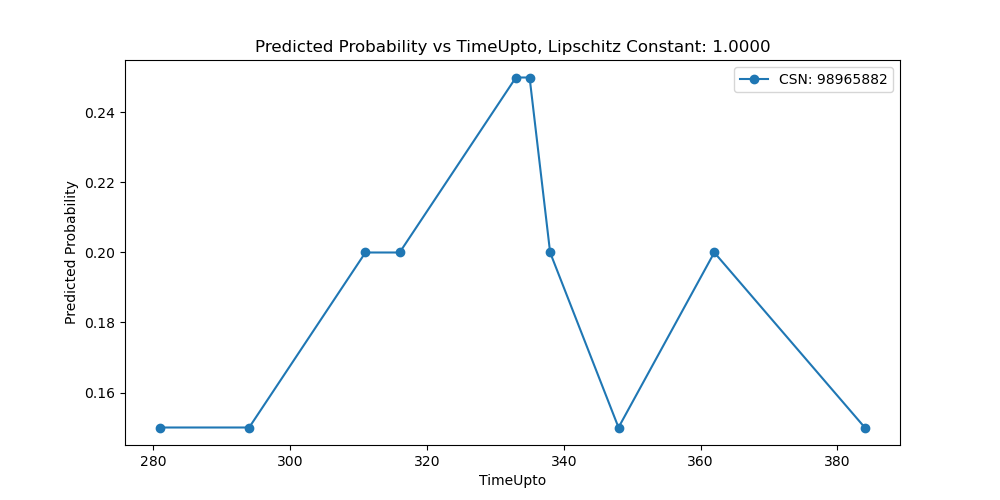 Predicted Probability vs TimeUpto, Lipschitz Constant: 1.0000
CSN: 98965882
Predicted Probability
0.24
0.22
0.20
0.18
0.16
280 300 320 340 360 380
TimeUpto